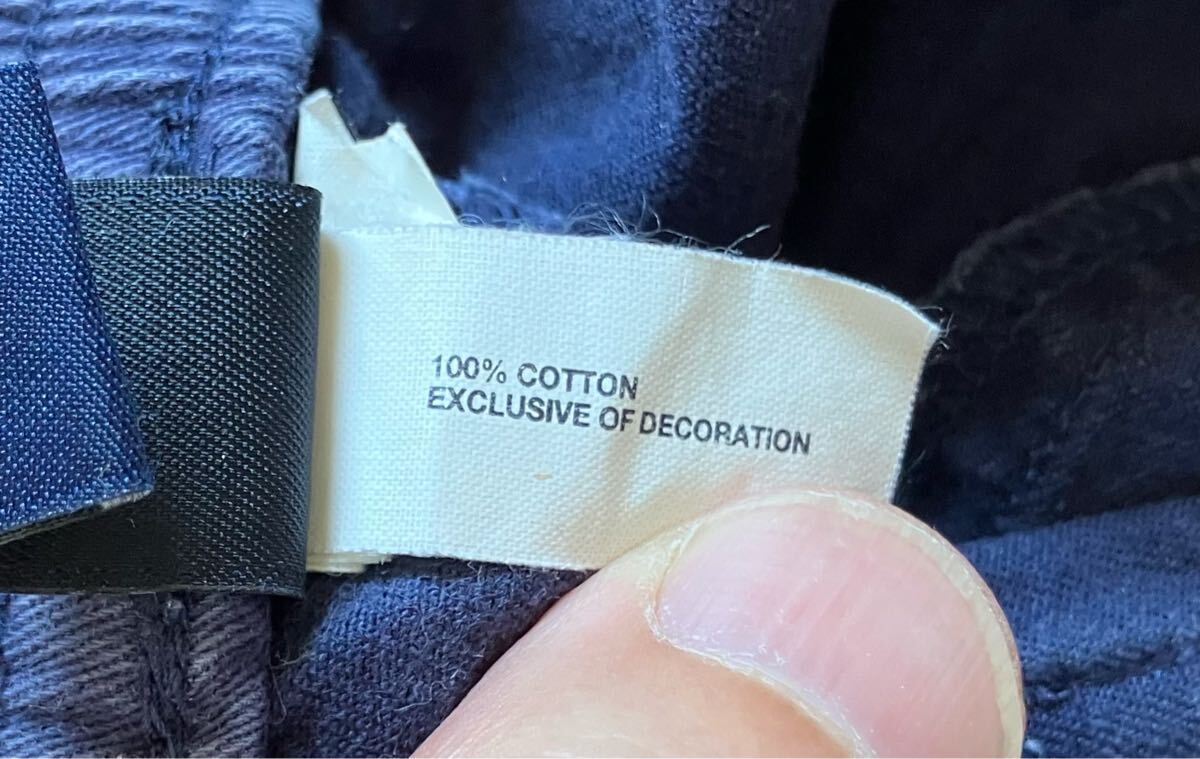 100% COTTON
EXCLUSIVE OF DECORATION